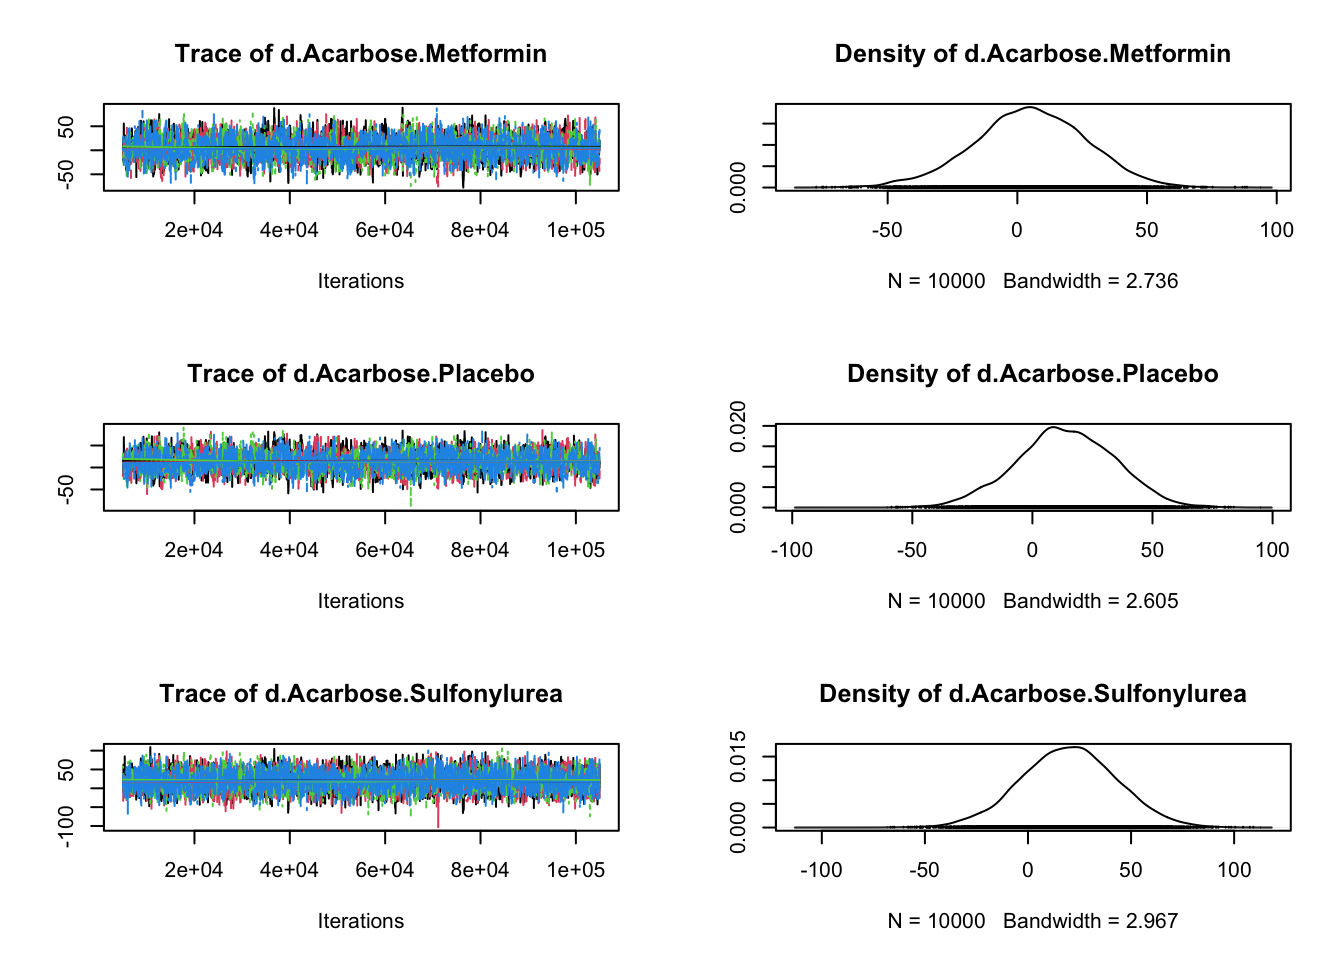 Trace of d.Acarbose.Metformin
50
-50
2e+04 4e+04 6e+04 8e+04 1e+05
Iterations
Density of d.Acarbose.Metformin
0.000
-50 0 50 100
N = 10000 Bandwidth = 2.736
Trace of d.Acarbose.Placebo
-50
2e+04 4e+04 6e+04 8e+04 1e+05
Iterations
Density of d.Acarbose.Placebo
0.020
0.000
-100 -50 0 50 100
N = 10000 Bandwidth = 2.605
Trace of d.Acarbose.Sulfonylurea
50
-100
2e+04 4e+04 6e+04 8e+04 1e+05
Iterations
Density of d.Acarbose.Sulfonylurea
0.015
0.000
-100 -50 0 50 100
N = 10000 Bandwidth = 2.967